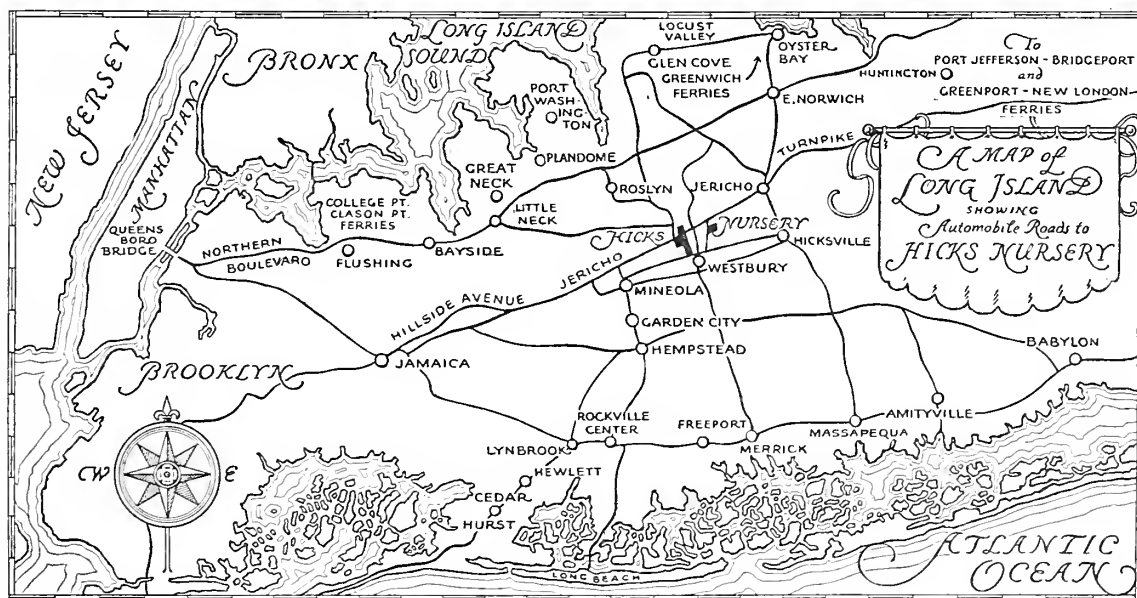 NEW JERSEY
MANHATTAN
BRONX
LONG ISLAND
SOUND
LOCUST
VALLEY
GLEN COVE
GREENWICH
FERRIES
OYSTER
BAY
HUNTINGTON
E. NORWICH
To
PORT JEFFERSON - BRIDGEPORT
and
GREENPORT - NEW LONDON
FERRIES
PORT
WASH-
ING
TON
PLANDOME
GREAT
NECK
LITTLE
NECK
ROSLYN
JERICHO
TURNPIKE
A MAP of
LONG ISLAND
SHOWING
Automobile Roads to
HICKS NURSERY
COLLEGE PT.
CLASON PT.
FERRIES
QUEENS
BORO
BRIDGE
NORTHERN
BOULEVARD
FLUSHING
BAYSIDE
HICKS NURSERY
HICKSVILLE
WESTBURY
JERICHO
MINEOLA
HILLSIDE AVENUE
GARDEN CITY
HEMPSTEAD
JAMAICA
BROOKLYN
BABYLON
AMITYVILLE
MASSAPEQUA
MERRICK
FREEPORT
ROCKVILLE
CENTER
LYNBROOK
HEWLETT
CEDAR
HURST
W E
LONG BEACH
ATLANTIC
OCEAN